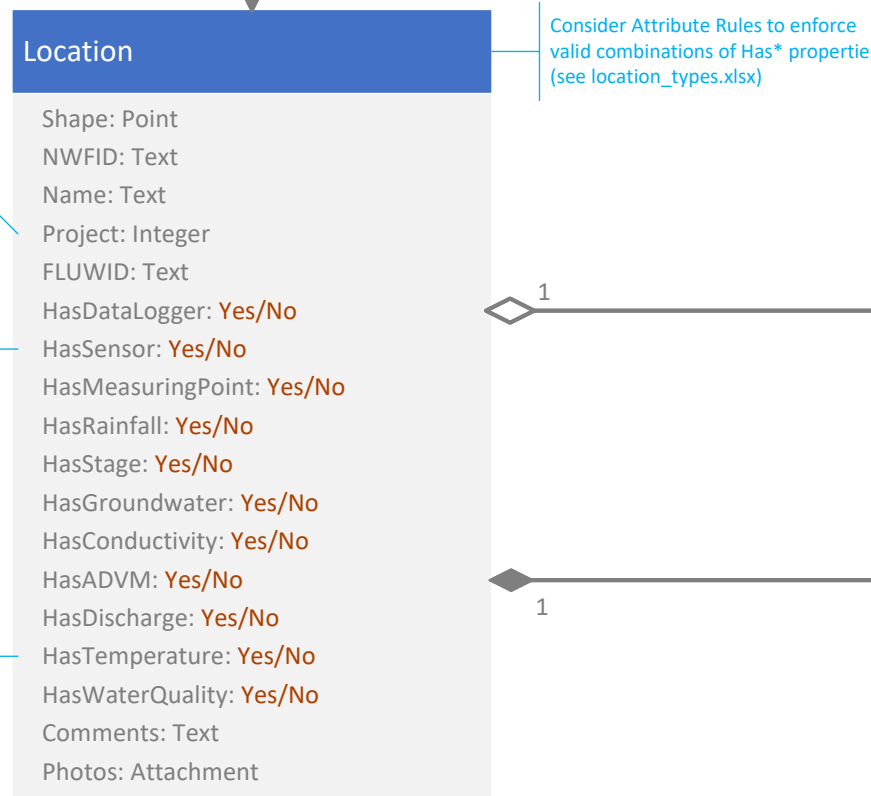 Location
Consider Attribute Rules to enforce
valid combinations of Has* propertie
(see location_types.xlsx)
Shape: Point
NWFID: Text
Name: Text
Project: Integer
FLUWID: Text
HasDataLogger: Yes/No
HasSensor: Yes/No
HasMeasuringPoint: Yes/No
HasRainfall: Yes/No
HasStage: Yes/No
HasGroundwater: Yes/No
HasConductivity: Yes/No
HasADVM: Yes/No
HasDischarge: Yes/No
HasTemperature: Yes/No
HasWaterQuality: Yes/No
Comments: Text
Photos: Attachment
1
1